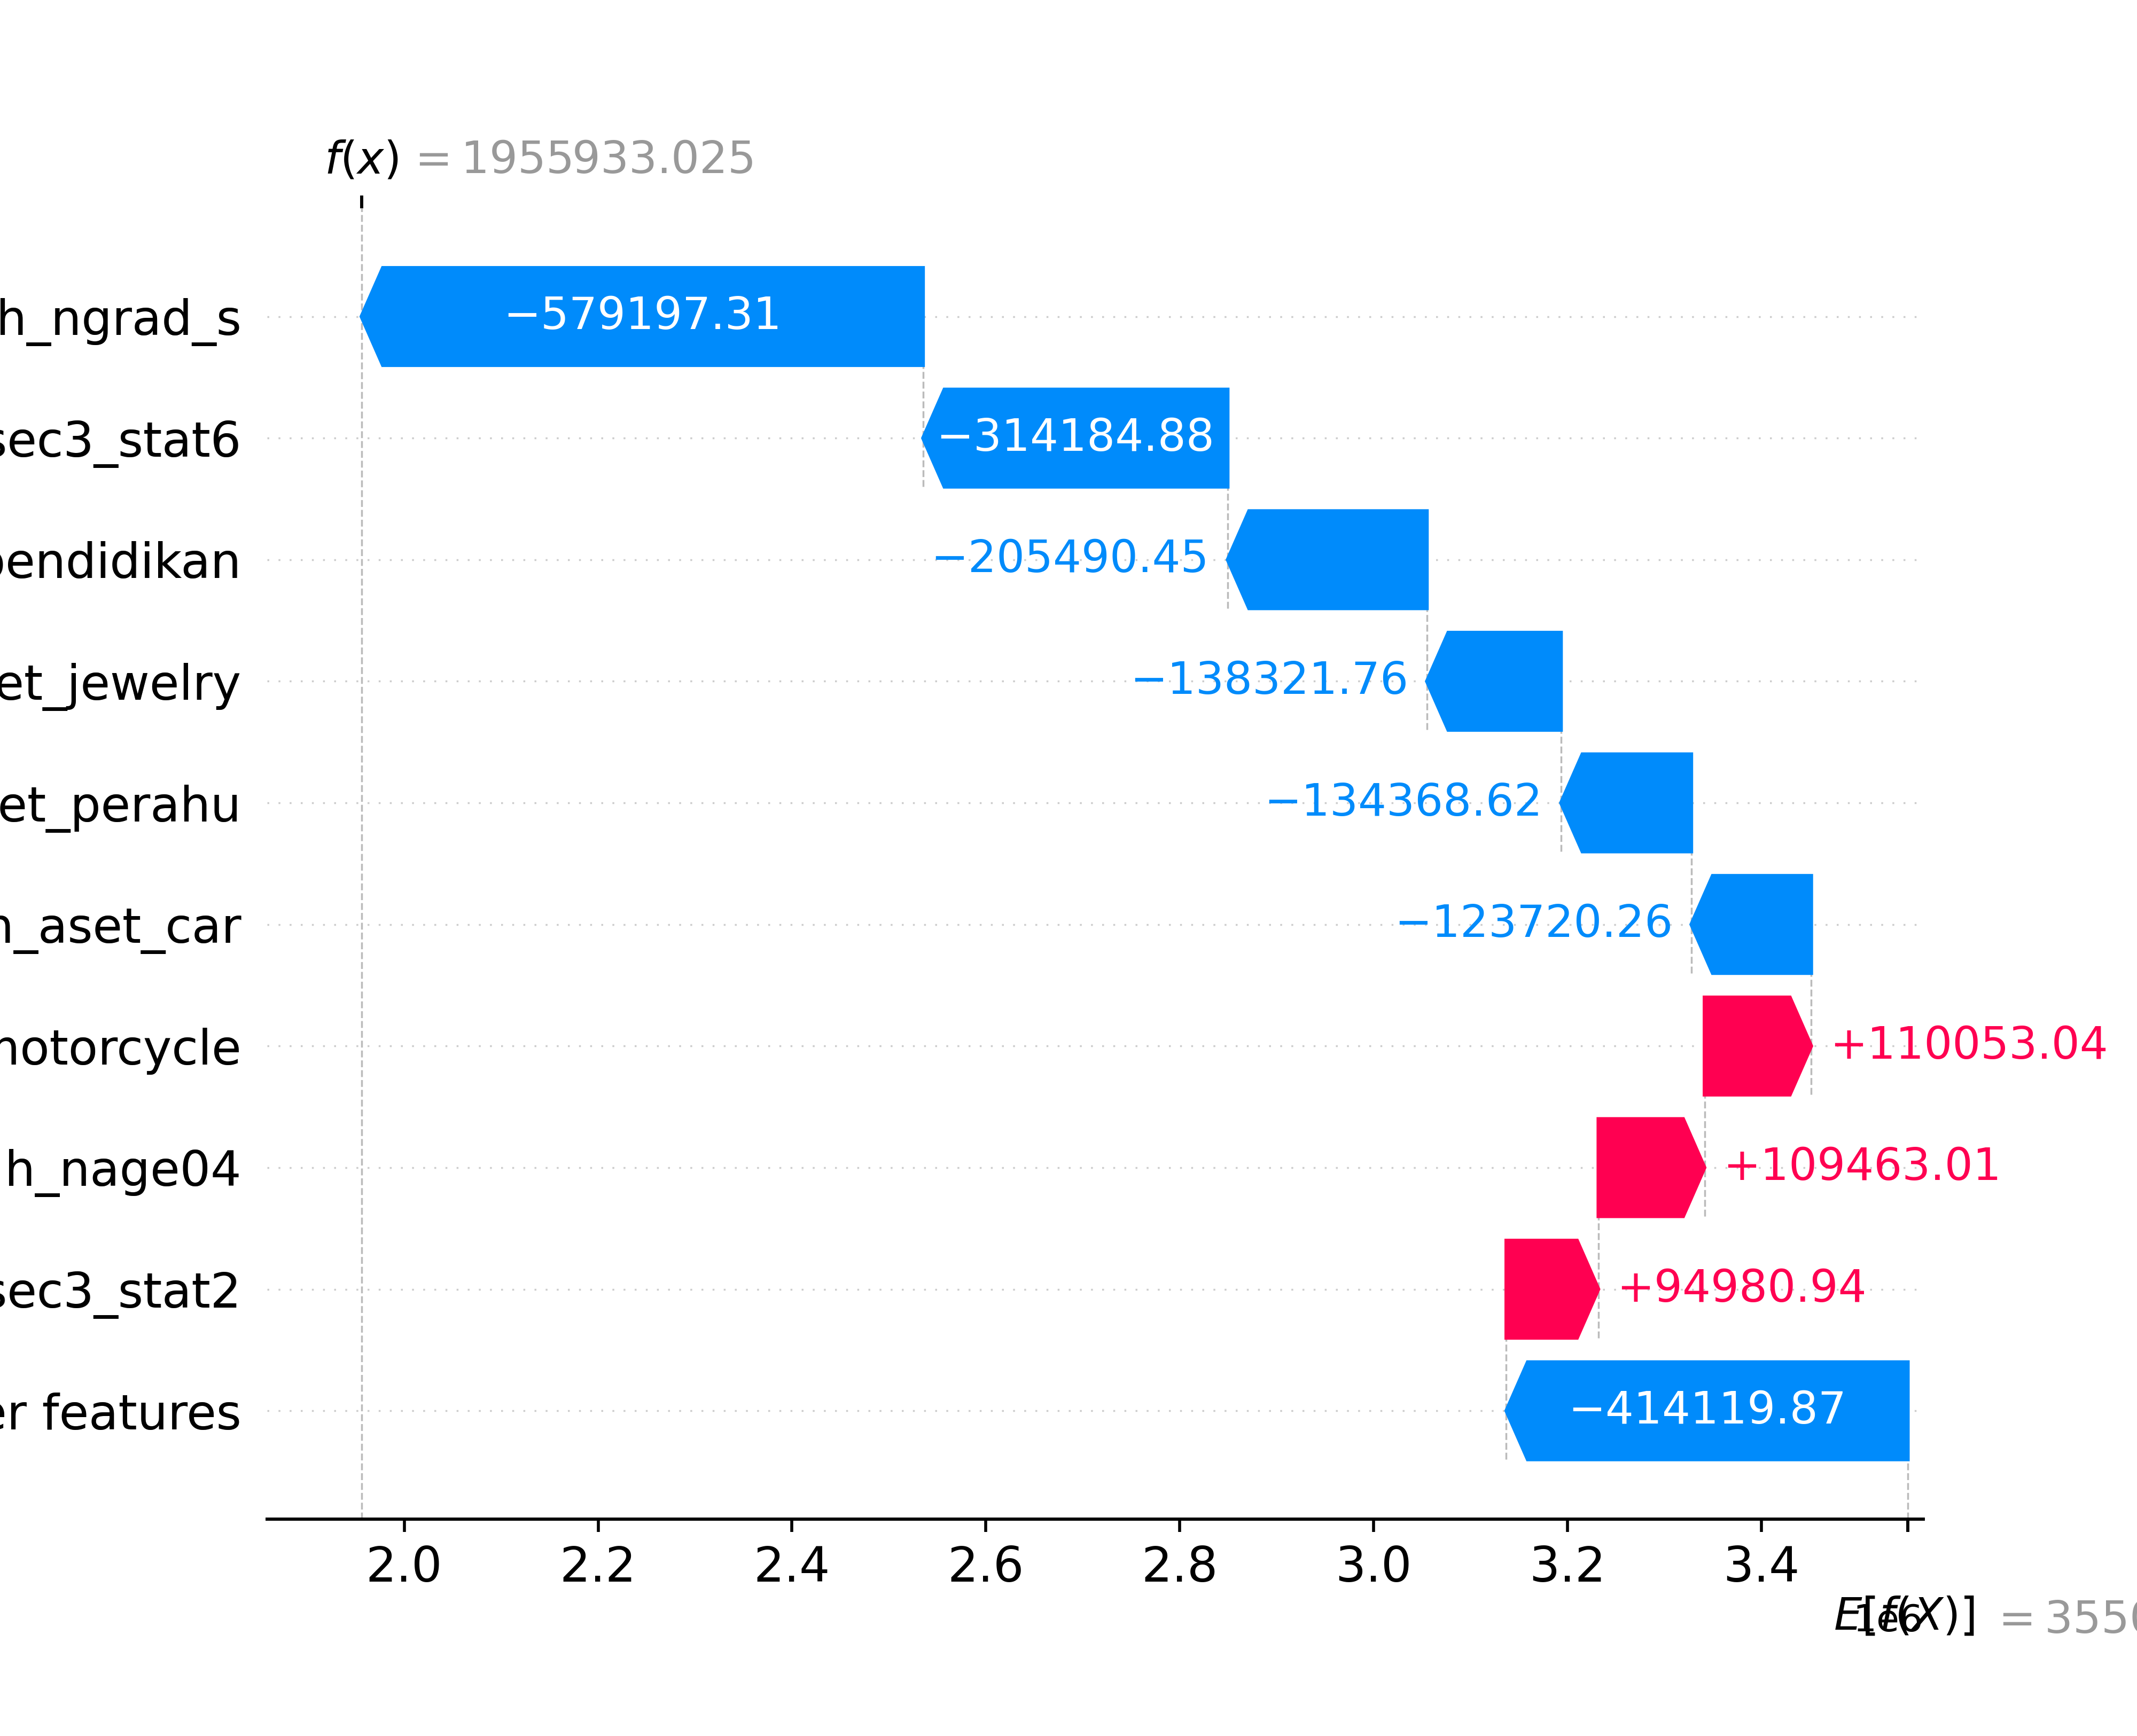 f(x) = 1955933.025
h_ngrad_s −579197.31
sec3_stat6 −314184.88
pendidikan −205490.45
et_jewelry −138321.76
et_perahu −134368.62
_aset_car −123720.26
motorcycle +110053.04
h_nage04 +109463.01
sec3_stat2 +94980.94
er features −414119.87
2.0 2.2 2.4 2.6 2.8 3.0 3.2 3.4
1e6
E[f(X)] = 3550